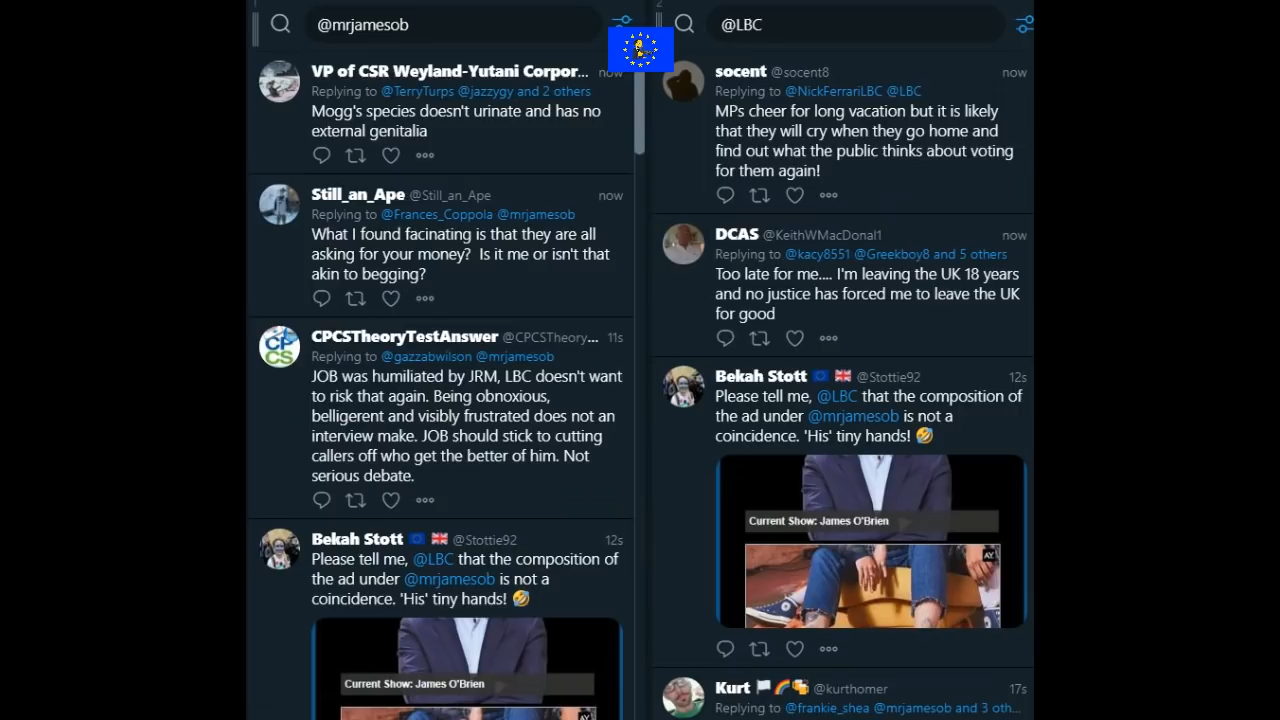 @mrjamesob
VP of CSR Weyland-Yutani Corpor... now
Replying to @TerryTurps @jazzygy and 2 others
Mogg's species doesn't urinate and has no
external genitalia
Still_an_Ape @Still_an_Ape now
Replying to @Frances_Coppola @mrjamesob
What I found facinating is that they are all
asking for your money? Is it me or isn't that
akin to begging?
CPCSTheoryTestAnswer @CPCSTheory... 11s
CP
CS
Replying to @gazzabwilson @mrjamesob
JOB was humiliated by JRM, LBC doesn't want
to risk that again. Being obnoxious,
belligerent and visibly frustrated does not an
interview make. JOB should stick to cutting
callers off who get the better of him. Not
serious debate.
Bekah Stott 🇪🇺 🇬🇧 @Stottie92 12s
Please tell me, @LBC that the composition of
the ad under @mrjamesob is not a
coincidence. 'His' tiny hands! 🤣
Current Show: James O'Brien
AY
2
@LBC
socent @socent8 now
Replying to @NickFerrariLBC @LBC
MPs cheer for long vacation but it is likely
that they will cry when they go home and
find out what the public thinks about voting
for them again!
DCAS @KeithWMacDonal1 now
Replying to @kacy8551 @Greekboy8 and 5 others
Too late for me.... I'm leaving the UK 18 years
and no justice has forced me to leave the UK
for good
Bekah Stott 🇪🇺 🇬🇧 @Stottie92 12s
Please tell me, @LBC that the composition of
the ad under @mrjamesob is not a
coincidence. 'His' tiny hands! 🤣
Current Show: James O'Brien
AY
Kurt 🏳️🌈🍻 @kurthomer 17s
Replying to @frankie_shea @mrjamesob and 3 oth...